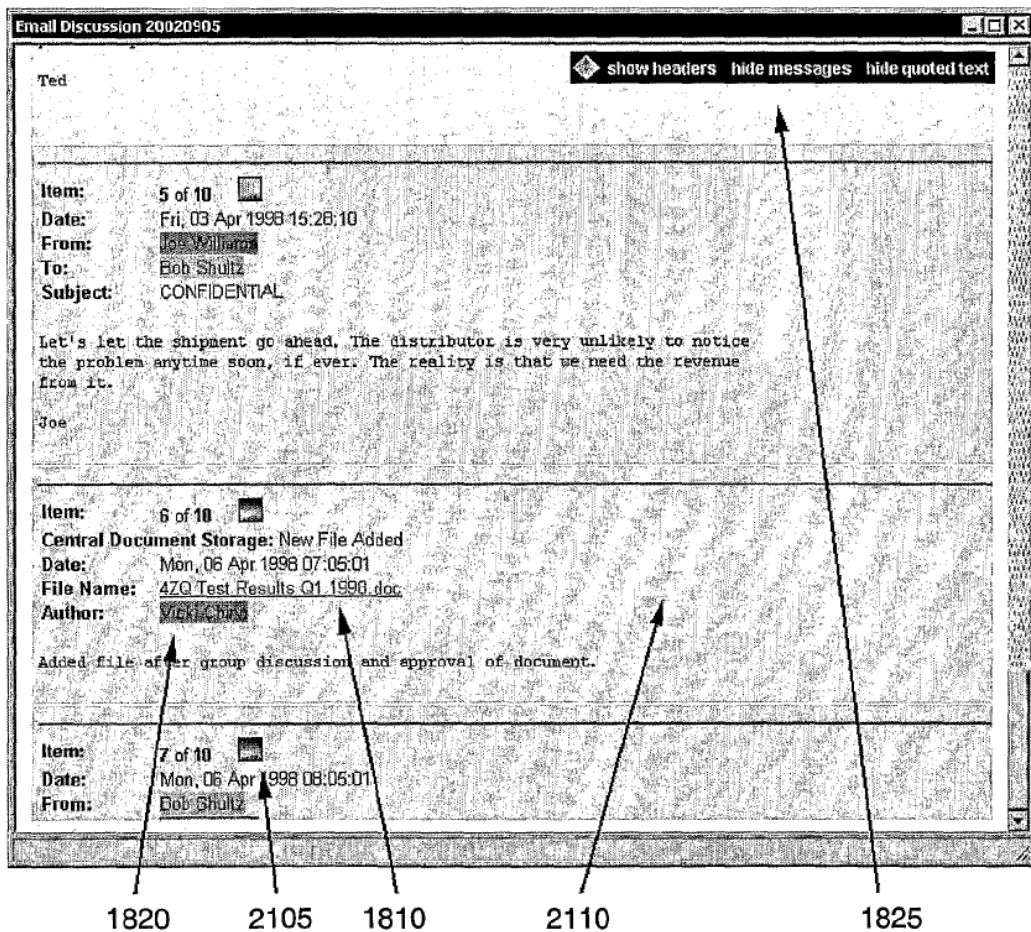 Email Discussion 20020905
show headers hide messages hide quoted text
Ted
Item: 5 of 10
Date: Fri, 03 Apr 1998 15:28:10
From: Joe Williams
To: Bob Shultz
Subject: CONFIDENTIAL
Let's let the shipment go ahead. The distributor is very unlikely to notice
the problem anytime soon, if ever. The reality is that we need the revenue
from it.
Joe
Item: 6 of 10
Central Document Storage: New File Added
Date: Mon, 06 Apr 1998 07:05:01
File Name: 4ZQ Test Results Q1 1998.doc
Author: Vicki
Added file after group discussion and approval of document.
Item: 7 of 10
Date: Mon, 06 Apr 1998 08:05:01
From: Bob Shultz
1820 2105 1810 2110 1825